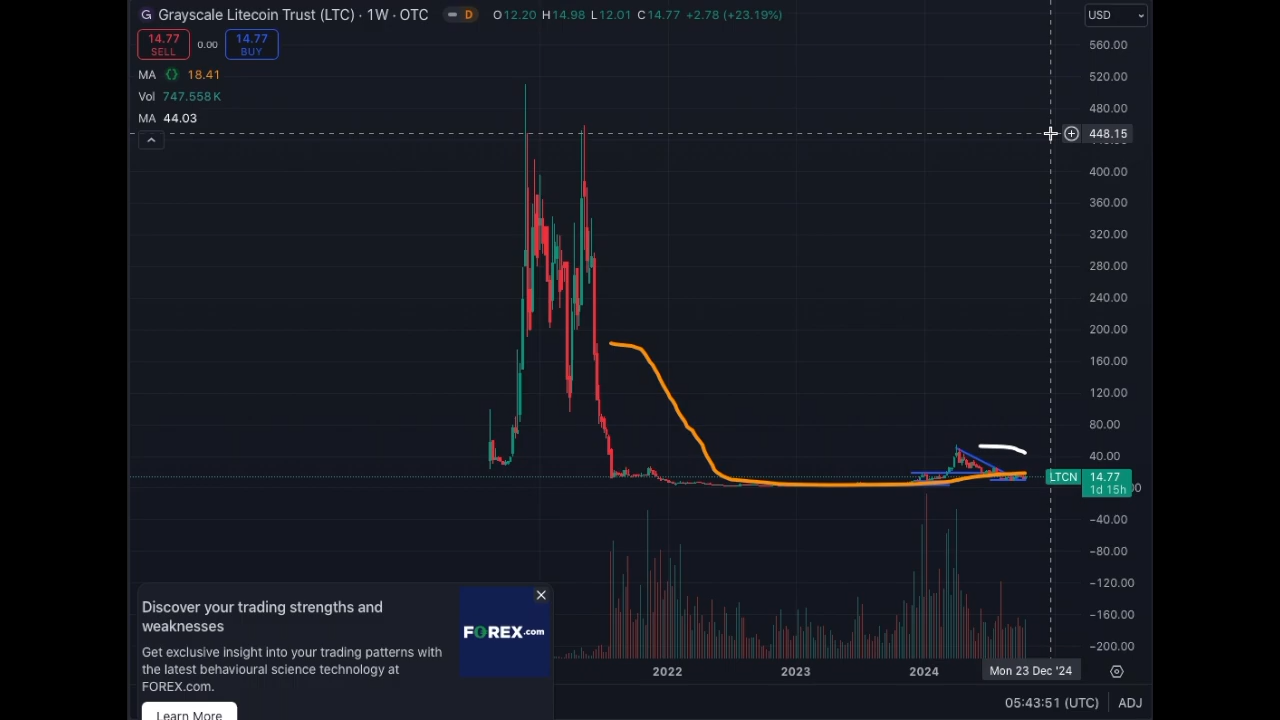 G Grayscale Litecoin Trust (LTC) · 1W · OTC D O12.20 H14.98 L12.01 C14.77 +2.78 (+23.19%) USD
14.77 SELL 0.00 14.77 BUY
MA 18.41
Vol 747.558K
MA 44.03
560.00
520.00
480.00
448.15
400.00
360.00
320.00
280.00
240.00
200.00
160.00
120.00
80.00
40.00
LTCN 14.77
1d 15h
−40.00
−80.00
−120.00
−160.00
−200.00
Discover your trading strengths and
weaknesses
Get exclusive insight into your trading patterns with
the latest behavioural science technology at
FOREX.com.
Learn More
FOREX.com
2022 2023 2024 Mon 23 Dec '24
05:43:51 (UTC) ADJ